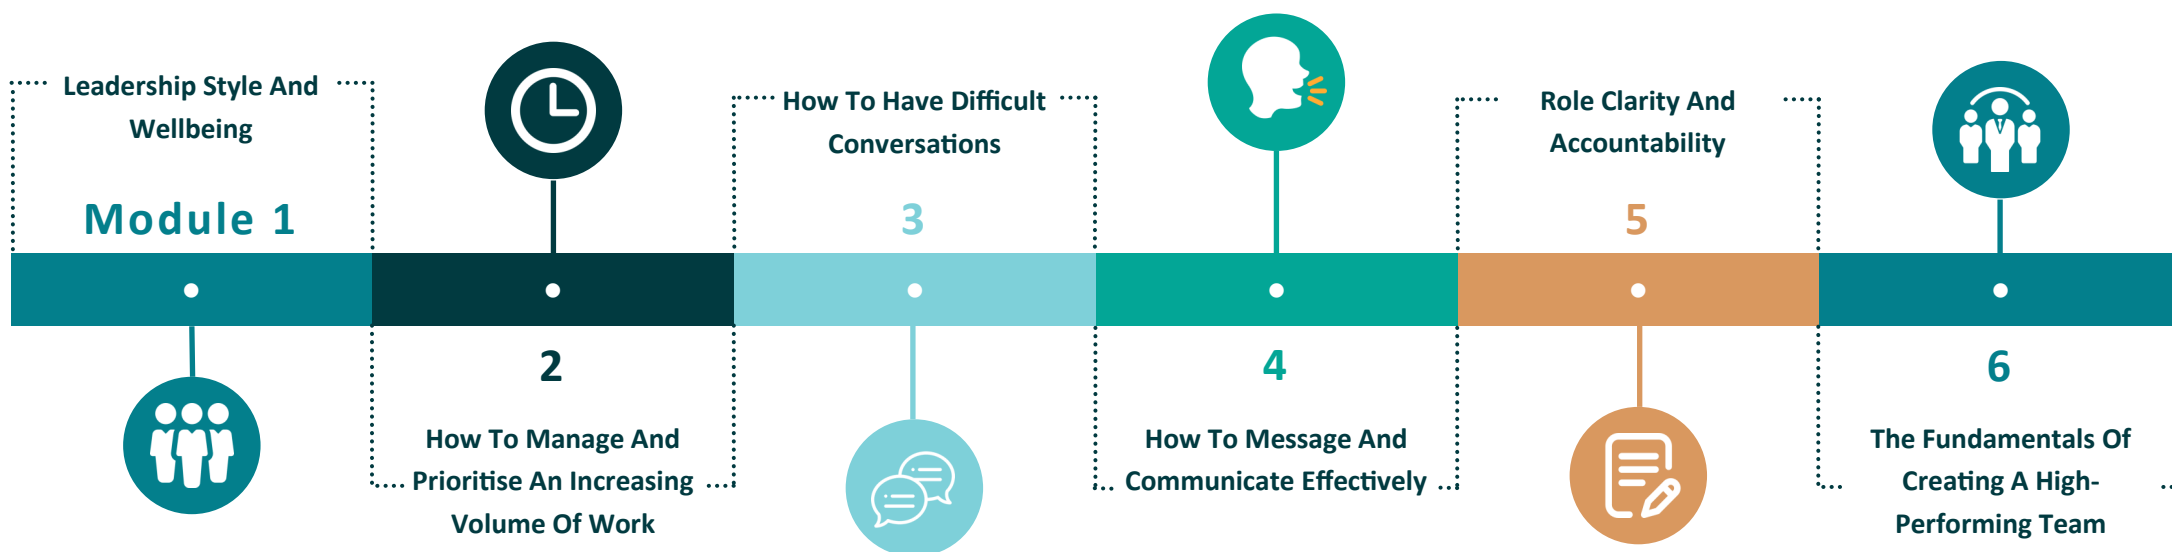 Leadership Style And
Wellbeing
Module 1
2
How To Manage And
Prioritise An Increasing
Volume Of Work
How To Have Difficult
Conversations
3
4
How To Message And
Communicate Effectively
Role Clarity And
Accountability
5
6
The Fundamentals Of
Creating A High-
Performing Team